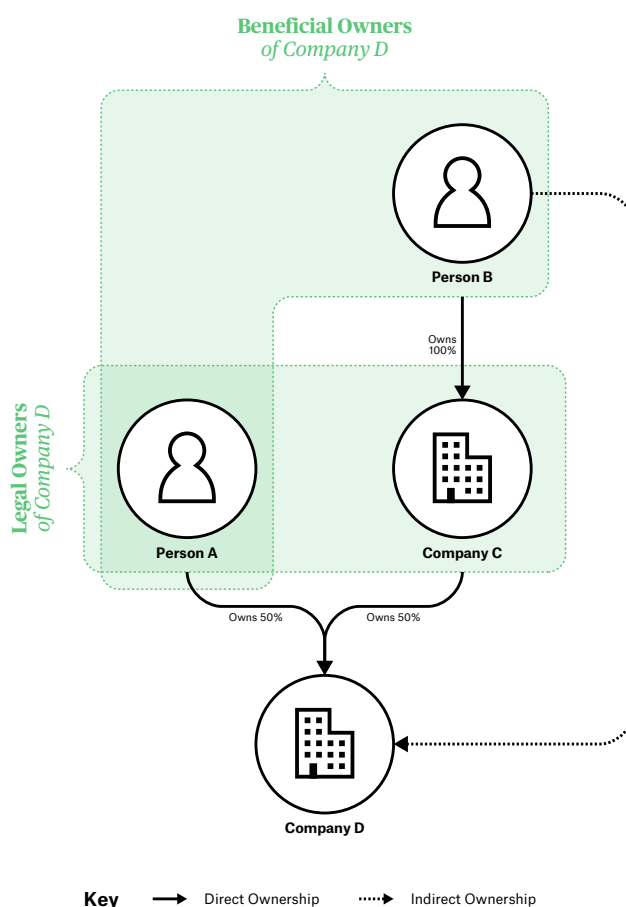 Beneficial Owners
of Company D
Person B
Owns
100%
Legal Owners
of Company D
Person A
Company C
Owns 50%
Owns 50%
Company D
Key
Direct Ownership
Indirect Ownership